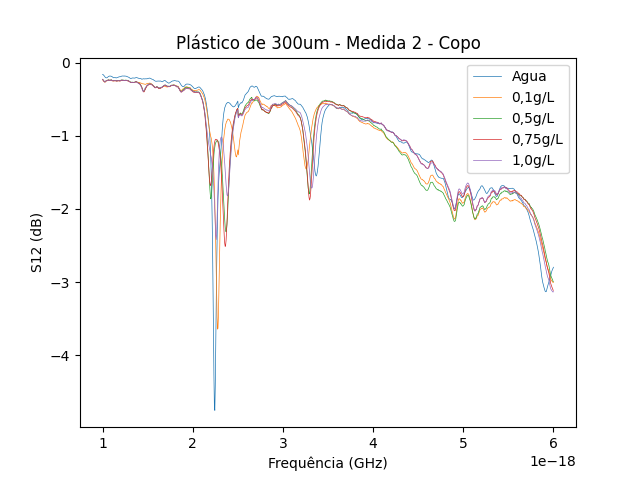 Plástico de 300um - Medida 2 - Copo
Agua
0,1g/L
0,5g/L
0,75g/L
1,0g/L
0
−1
−2
−3
−4
S12 (dB)
1
2
3
4
5
6
1e−18
Frequência (GHz)